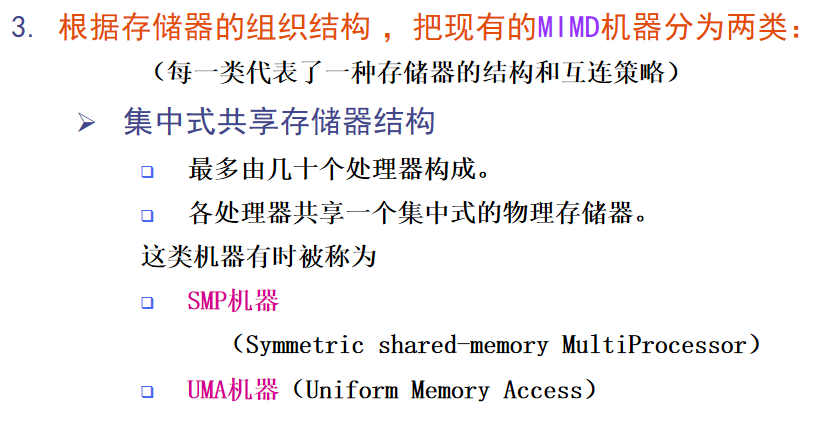 3. 根据存储器的组织结构，把现有的MIMD机器分为两类：
（每一类代表了一种存储器的结构和互连策略）
➢ 集中式共享存储器结构
❑ 最多由几十个处理器构成。
❑ 各处理器共享一个集中式的物理存储器。
这类机器有时被称为
❑ SMP机器
（Symmetric shared-memory MultiProcessor）
❑ UMA机器（Uniform Memory Access）